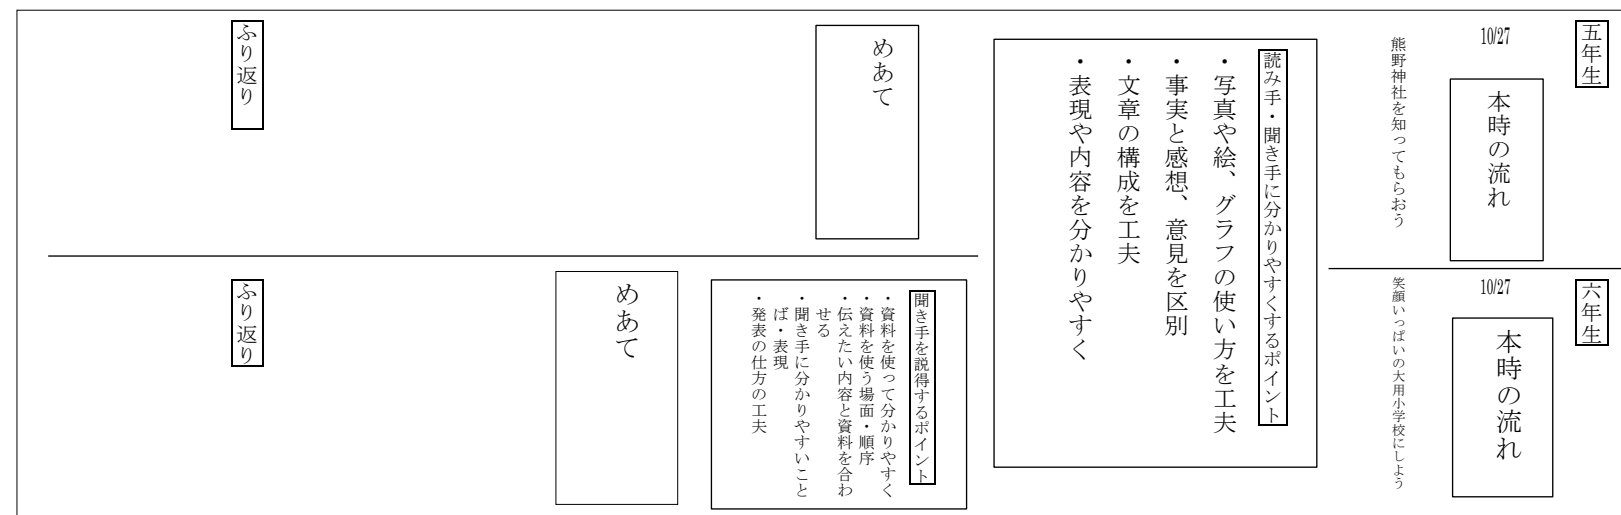 五年生
10/27
本時の流れ
熊野神社を知ってもらおう
読み手・聞き手に分かりやすくするポイント
・写真や絵、グラフの使い方を工夫
・事実と感想、意見を区別
・文章の構成を工夫
・表現や内容を分かりやすく
めあて
ふり返り
六年生
10/27
本時の流れ
笑顔いっぱいの大用小学校にしよう
聞き手を説得するポイント
・資料を使って分かりやすく
・資料を使う場面・順序
・伝えたい内容と資料を合わ
せる
・聞き手に分かりやすいこと
ば・表現
・発表の仕方の工夫
めあて
ふり返り